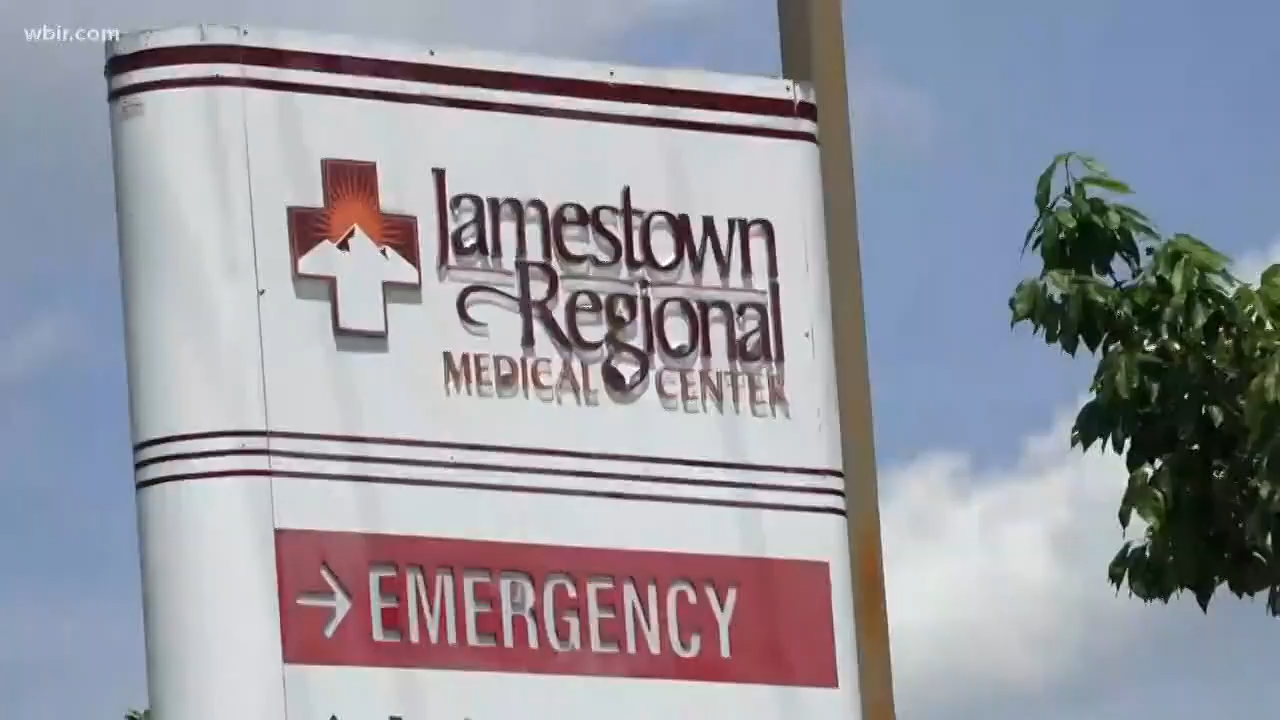 wbir.com
Jamestown
Regional
MEDICAL CENTER
→ EMERGENCY